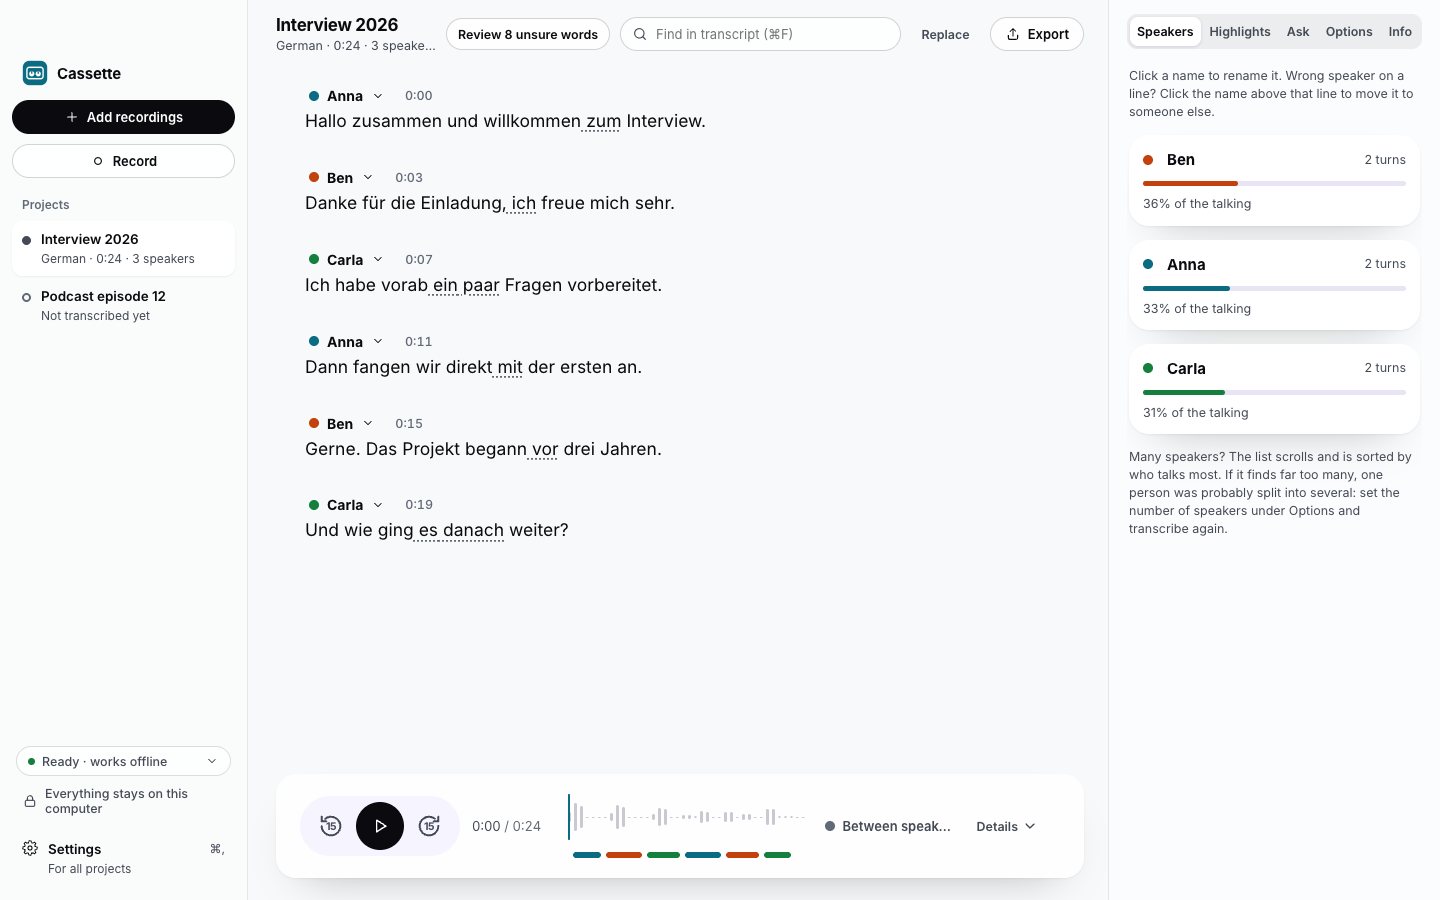 Cassette
Add recordings
Record
Projects
Interview 2026
German · 0:24 · 3 speakers
Podcast episode 12
Not transcribed yet
Ready · works offline
Everything stays on this
computer
Settings
⌘,
For all projects
Interview 2026
German · 0:24 · 3 speake...
Review 8 unsure words
Find in transcript (⌘F)
Replace
Export
Anna 0:00
Hallo zusammen und willkommen zum Interview.
Ben 0:03
Danke für die Einladung, ich freue mich sehr.
Carla 0:07
Ich habe vorab ein paar Fragen vorbereitet.
Anna 0:11
Dann fangen wir direkt mit der ersten an.
Ben 0:15
Gerne. Das Projekt begann vor drei Jahren.
Carla 0:19
Und wie ging es danach weiter?
15
15
0:00 / 0:24
Between speak...
Details
Speakers
Highlights
Ask
Options
Info
Click a name to rename it. Wrong speaker on a
line? Click the name above that line to move it to
someone else.
Ben 2 turns
36% of the talking
Anna 2 turns
33% of the talking
Carla 2 turns
31% of the talking
Many speakers? The list scrolls and is sorted by
who talks most. If it finds far too many, one
person was probably split into several: set the
number of speakers under Options and
transcribe again.